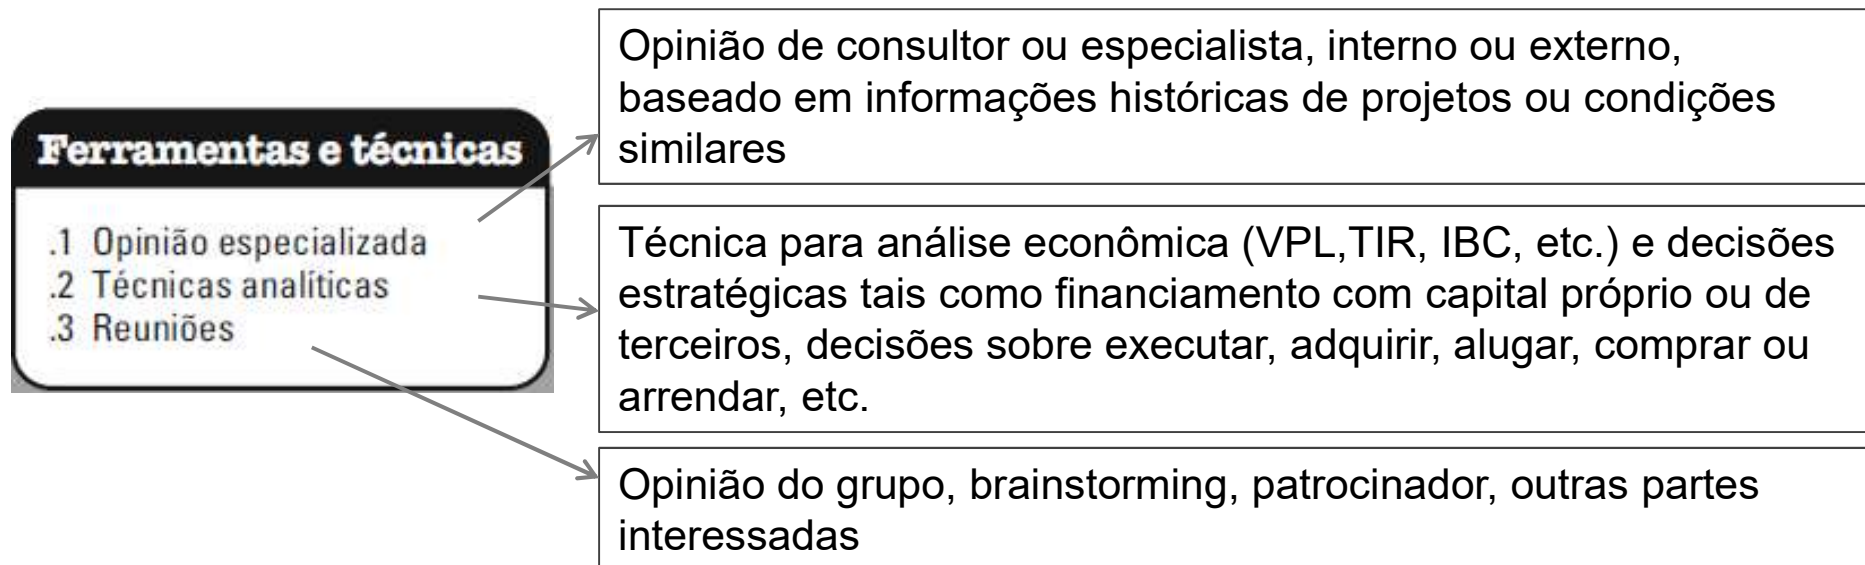 Ferramentas e técnicas
.1 Opinião especializada
.2 Técnicas analíticas
.3 Reuniões
Opinião de consultor ou especialista, interno ou externo,
baseado em informações históricas de projetos ou condições
similares
Técnica para análise econômica (VPL,TIR, IBC, etc.) e decisões
estratégicas tais como financiamento com capital próprio ou de
terceiros, decisões sobre executar, adquirir, alugar, comprar ou
arrendar, etc.
Opinião do grupo, brainstorming, patrocinador, outras partes
interessadas